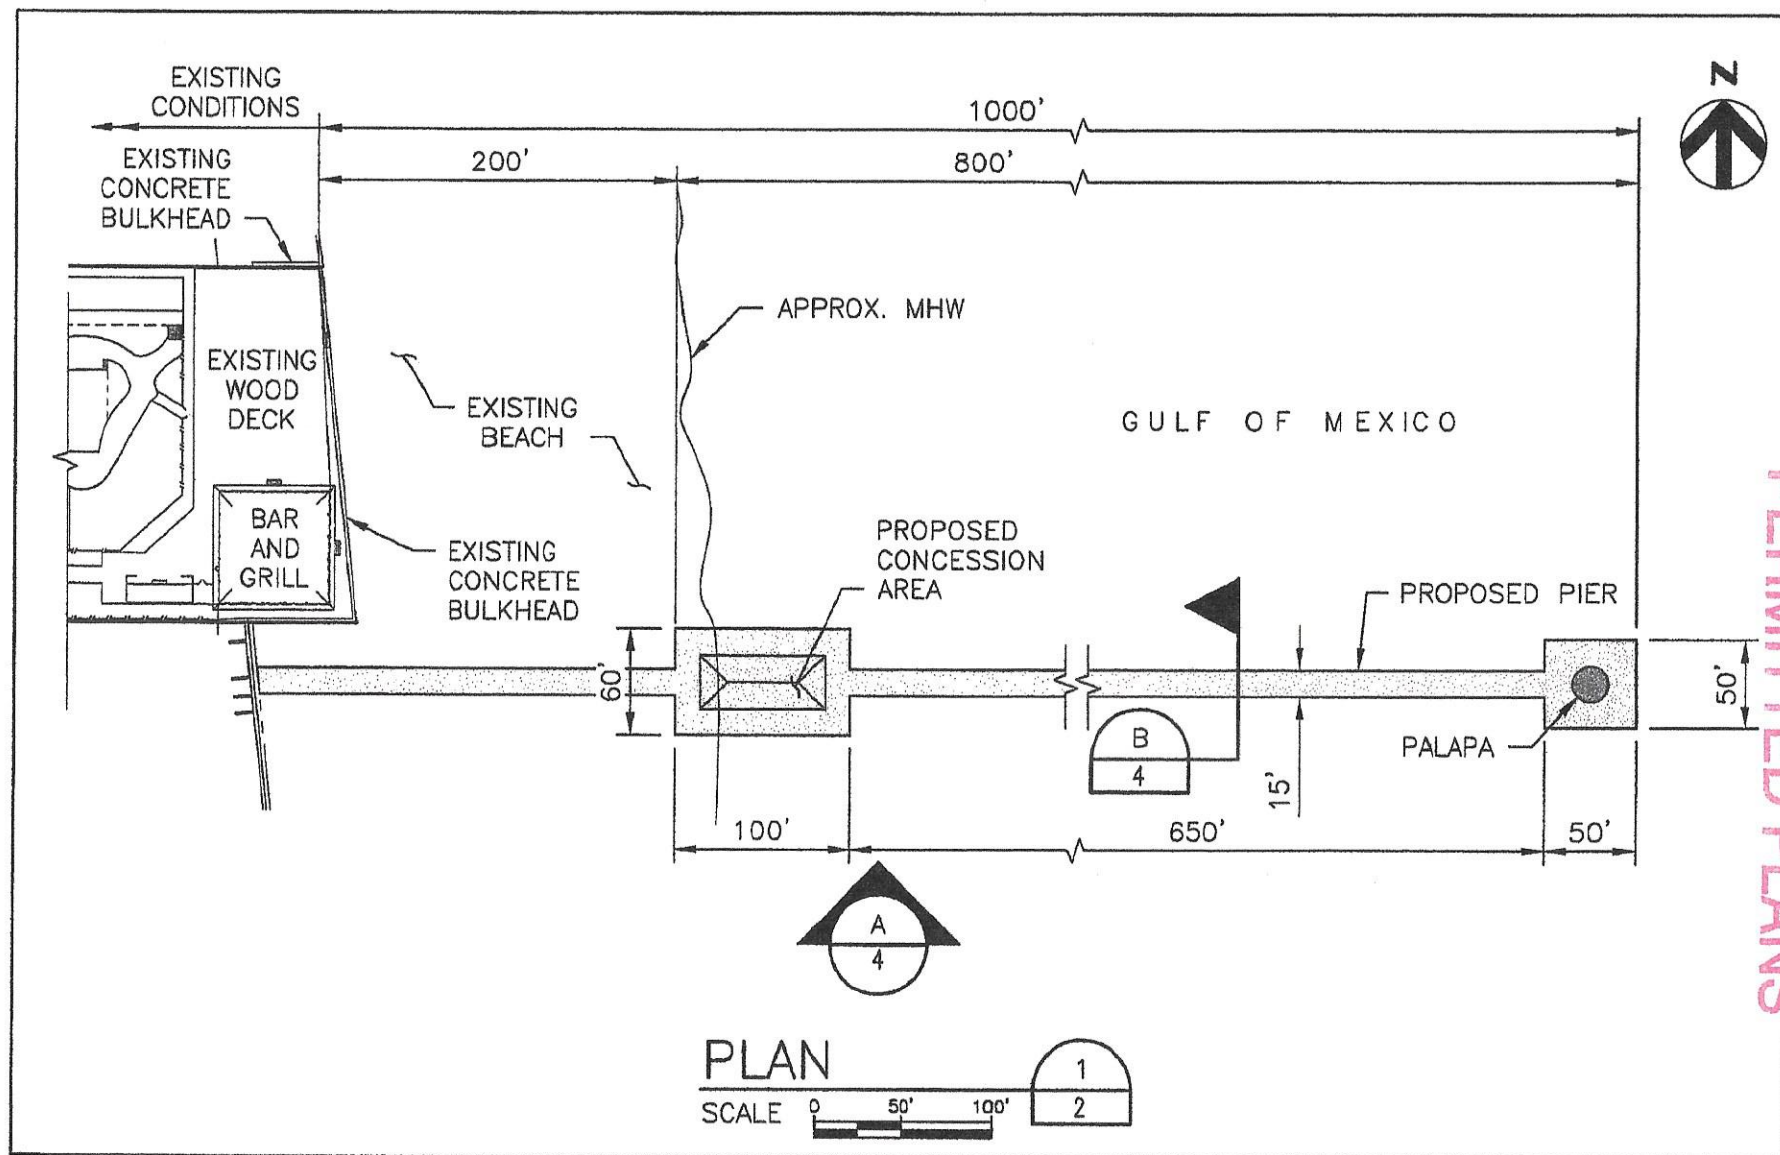 EXISTING
CONDITIONS
1000'
N
EXISTING
CONCRETE
BULKHEAD
200'
800'
APPROX. MHW
EXISTING
WOOD
DECK
EXISTING
BEACH
GULF OF MEXICO
BAR
AND
GRILL
EXISTING
CONCRETE
BULKHEAD
PROPOSED
CONCESSION
AREA
PROPOSED PIER
60'
50'
PALAPA
B
4
15'
100'
650'
50'
A
4
PLAN
1
2
SCALE
0 50' 100'
PLANS